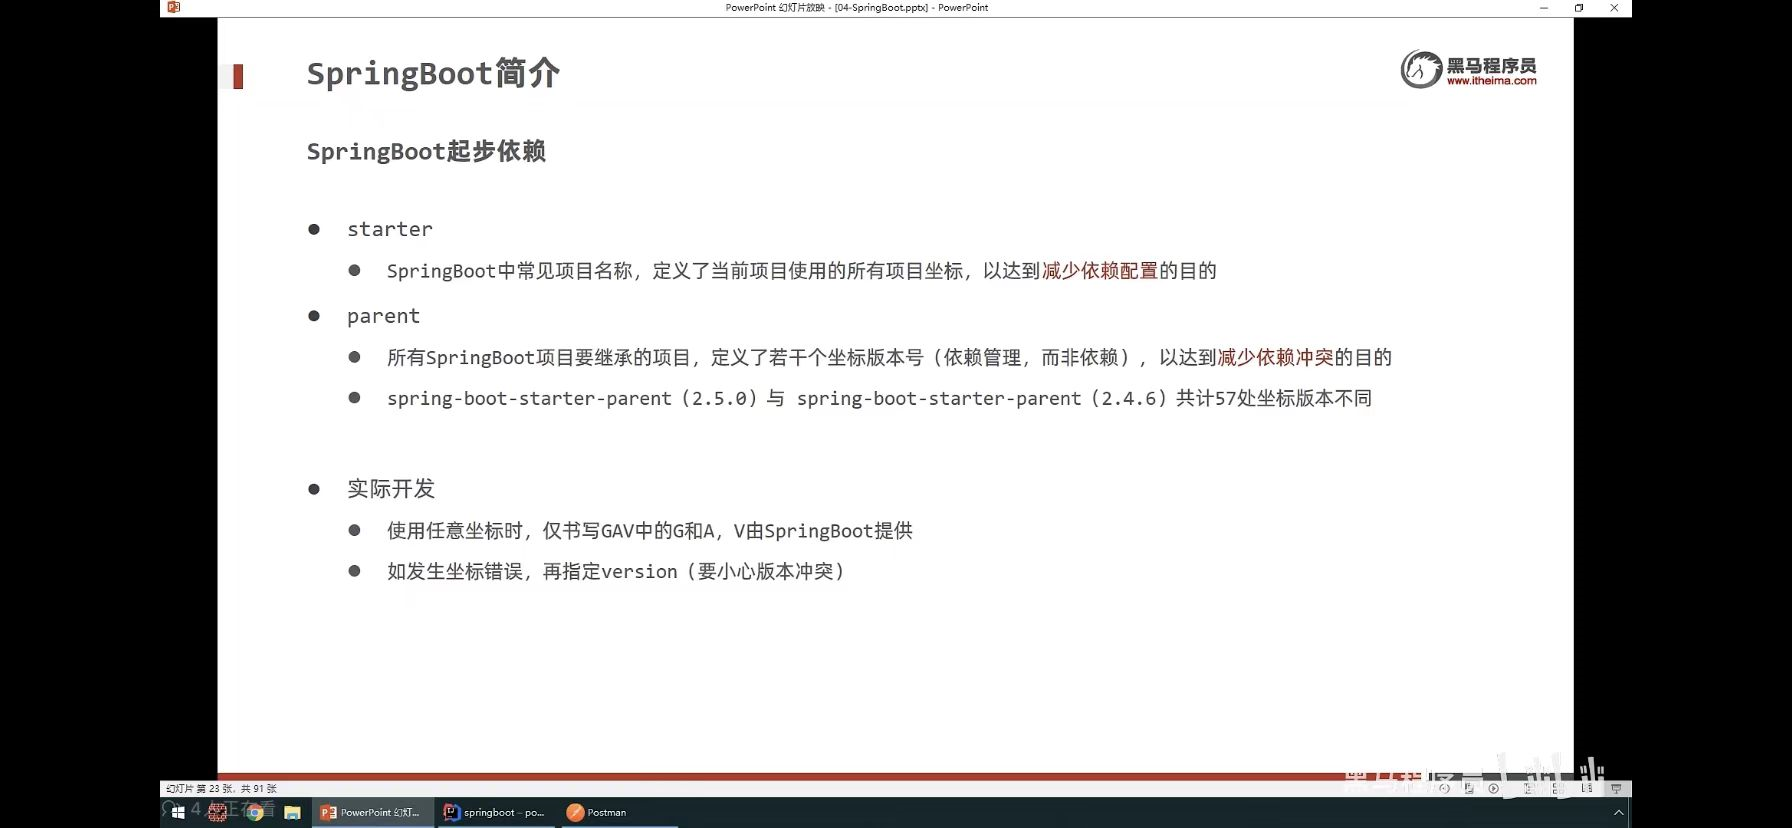 PowerPoint 幻灯片放映 - [04-SpringBoot.pptx] - PowerPoint
SpringBoot简介
黑马程序员
www.itheima.com
SpringBoot起步依赖
starter
SpringBoot中常见项目名称，定义了当前项目使用的所有项目坐标，以达到减少依赖配置的目的
parent
所有SpringBoot项目要继承的项目，定义了若干个坐标版本号（依赖管理，而非依赖），以达到减少依赖冲突的目的
spring-boot-starter-parent（2.5.0）与 spring-boot-starter-parent（2.4.6）共计57处坐标版本不同
实际开发
使用任意坐标时，仅书写GAV中的G和A，V由SpringBoot提供
如发生坐标错误，再指定version（要小心版本冲突）
黑马程序员
幻灯片 第 23 张，共 91 张
4人正在看
PowerPoint 幻灯...
springboot – po...
Postman